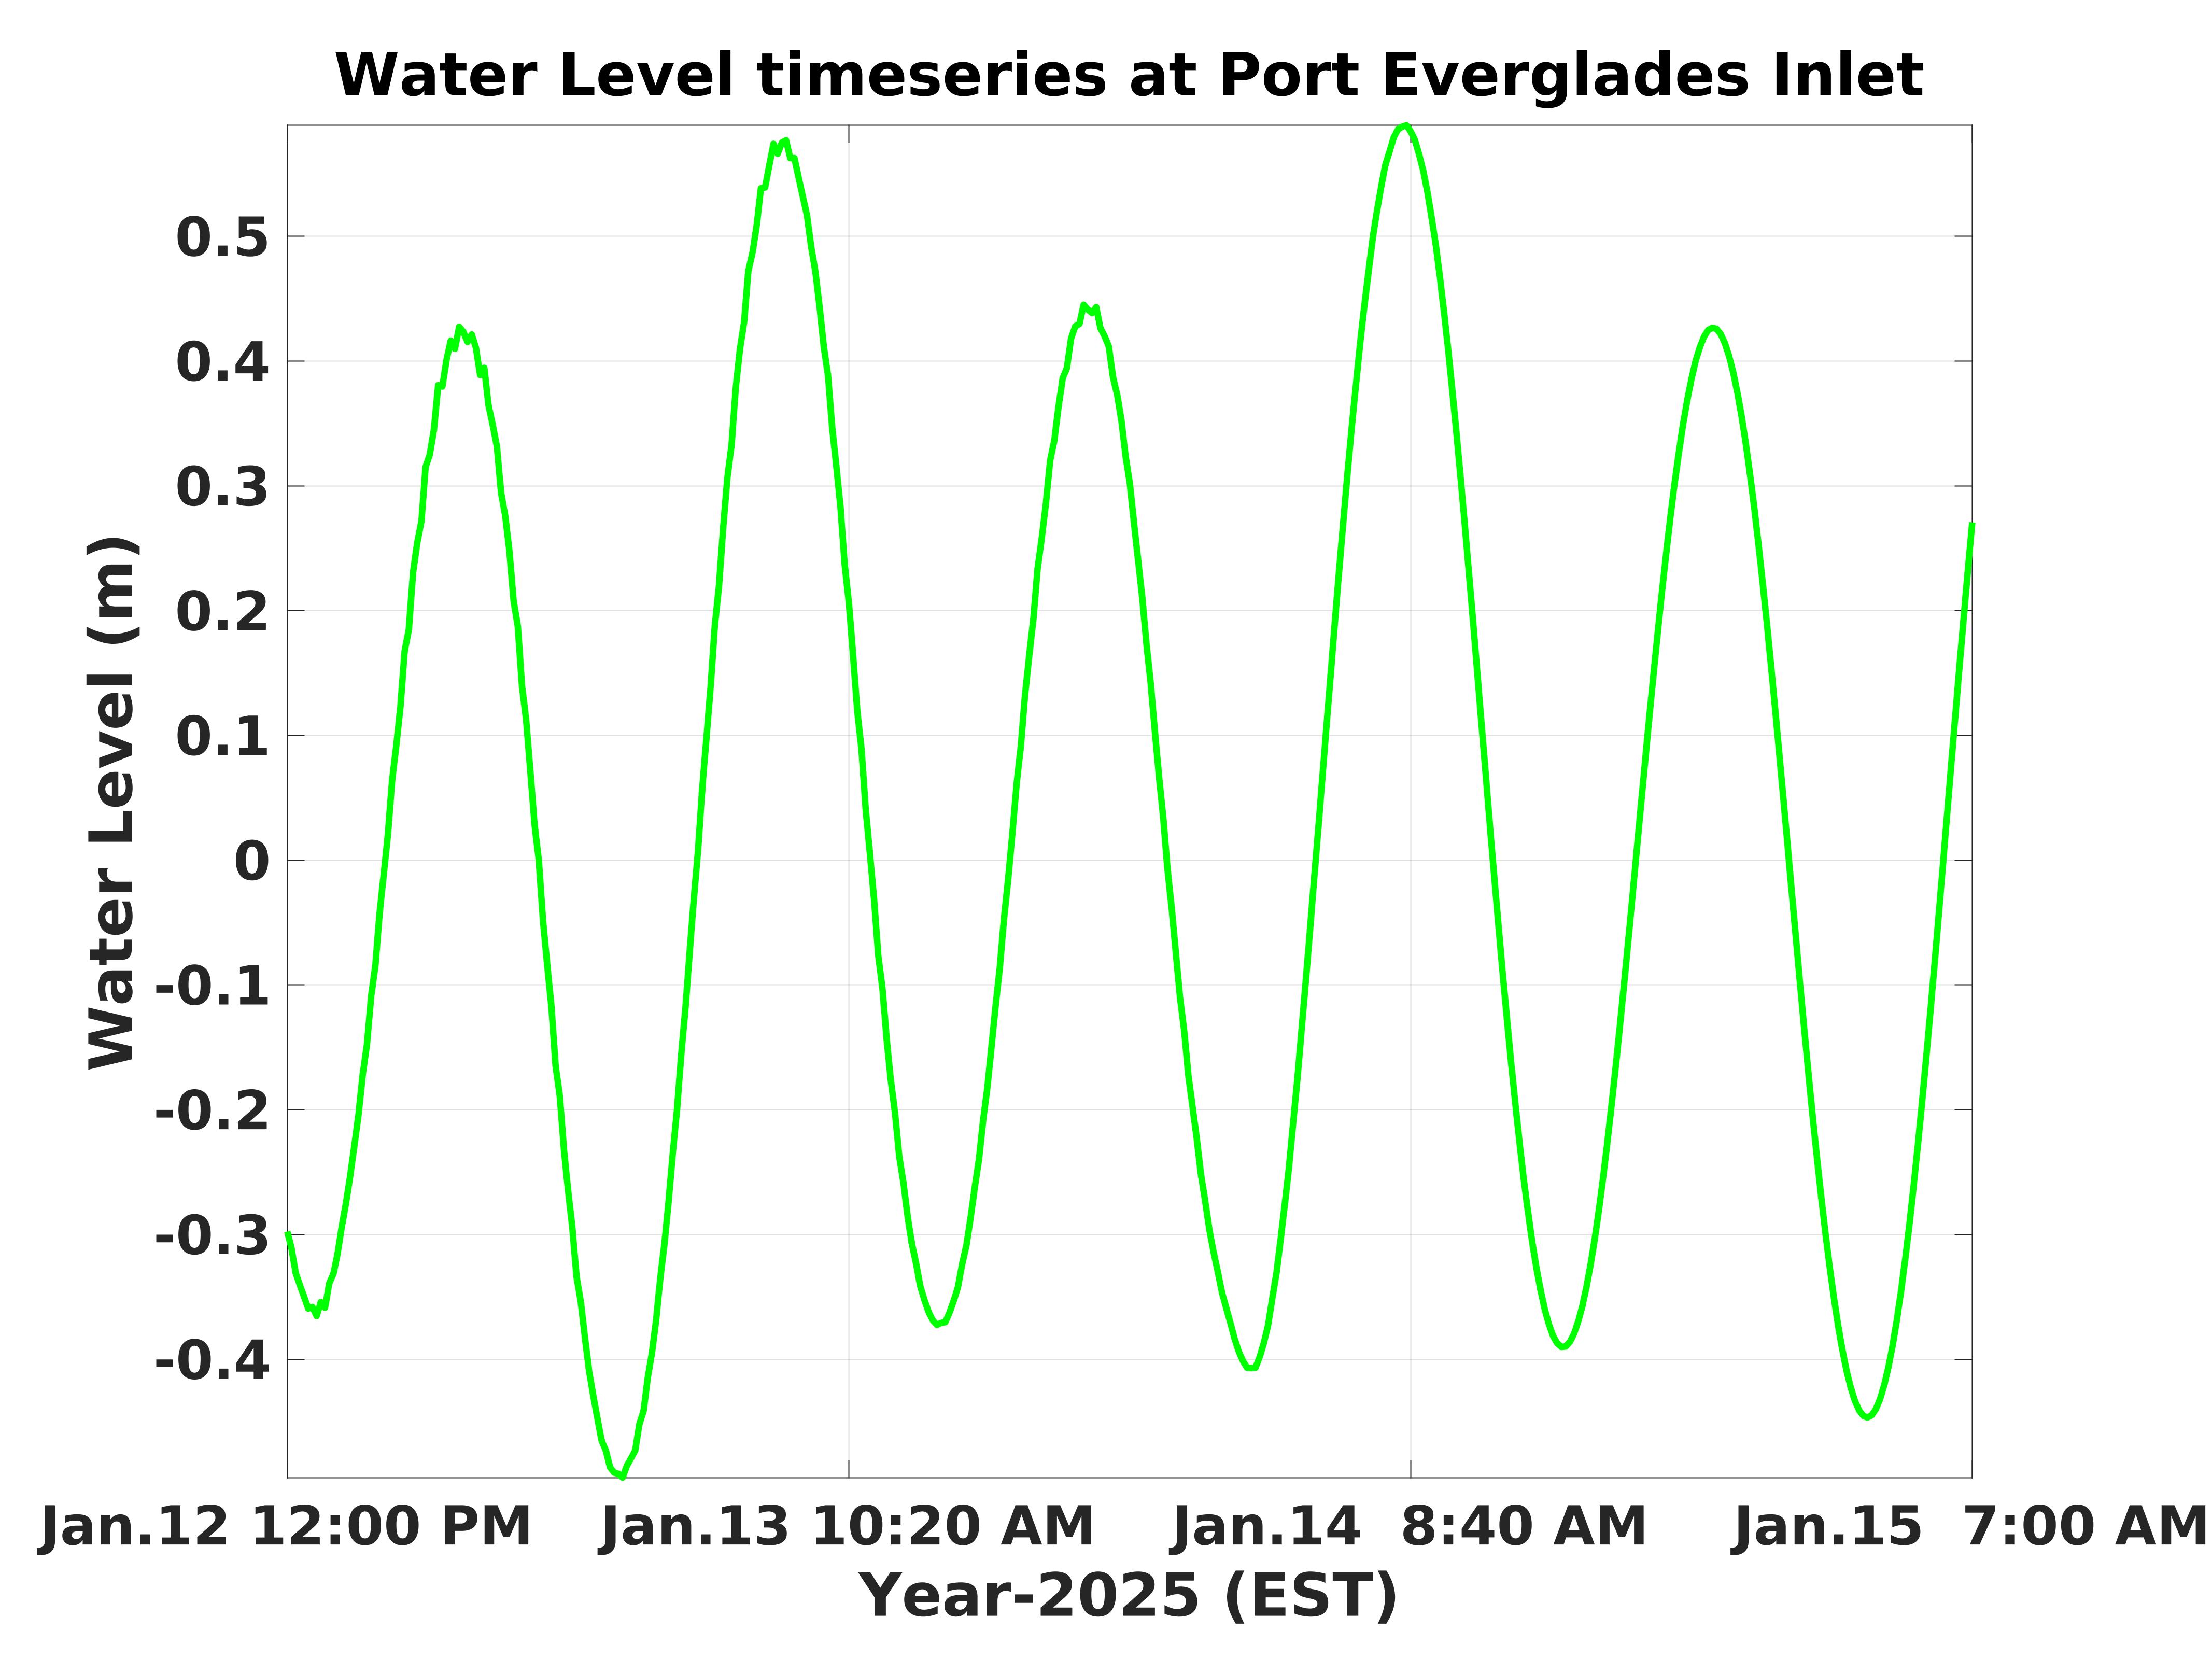 Water Level timeseries at Port Everglades Inlet
Water Level (m)
0.5
0.4
0.3
0.2
0.1
0
-0.1
-0.2
-0.3
-0.4
Jan.12 12:00 PM Jan.13 10:20 AM Jan.14 8:40 AM Jan.15 7:00 AM
Year-2025 (EST)